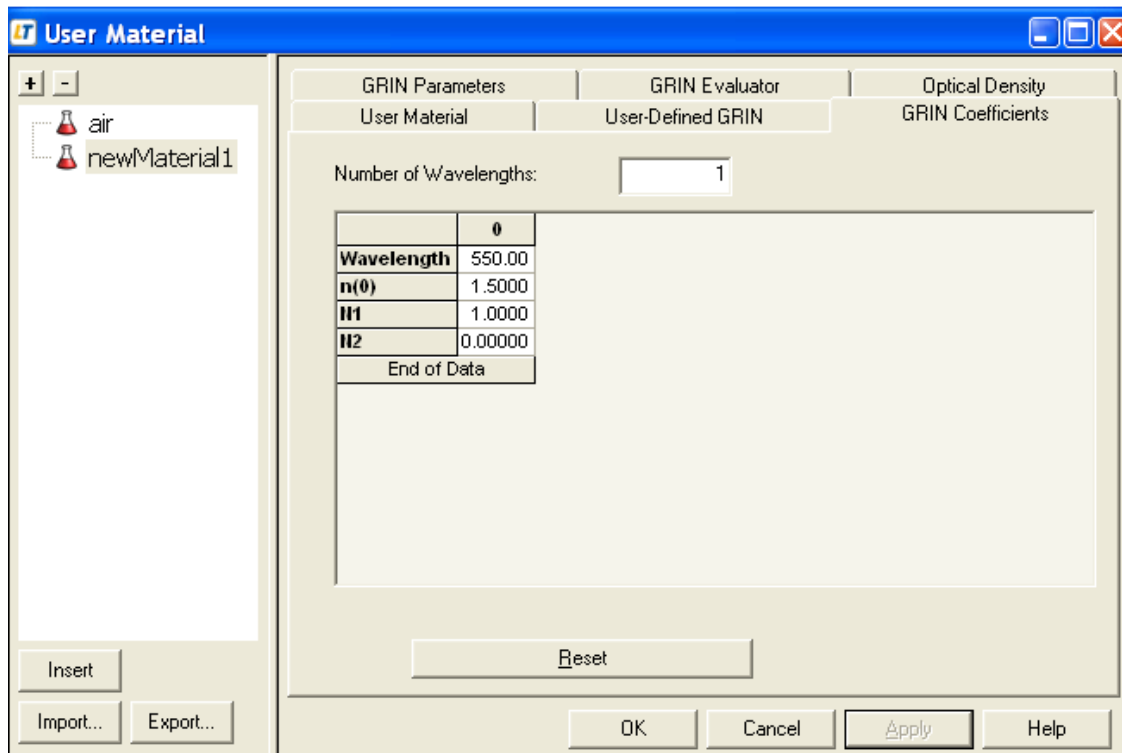 LT User Material
+ -
air
newMaterial1
GRIN Parameters GRIN Evaluator Optical Density
User Material User-Defined GRIN GRIN Coefficients
Number of Wavelengths: 1
0
Wavelength 550.00
n(0) 1.5000
N1 1.0000
N2 0.00000
End of Data
Reset
Insert
Import... Export...
OK Cancel Apply Help